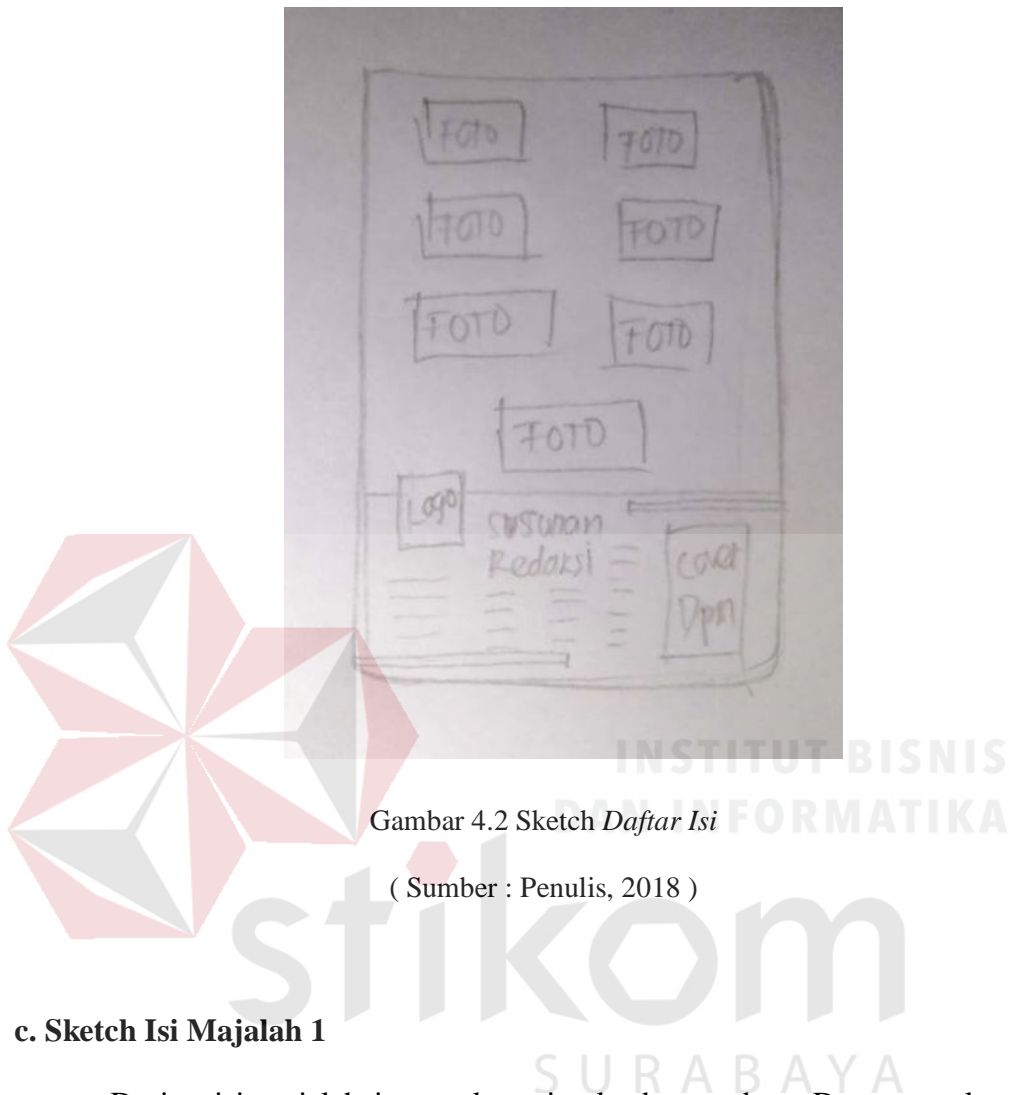 FOTO FOTO
FOTO FOTO
FOTO FOTO
FOTO
Logo
Susunan
Redaksi
Cover
Dpn
INSTITUT BISNIS
DAN INFORMATIKA
Gambar 4.2 Sketch Daftar Isi
( Sumber : Penulis, 2018 )
stikom
c. Sketch Isi Majalah 1
SURABAYA